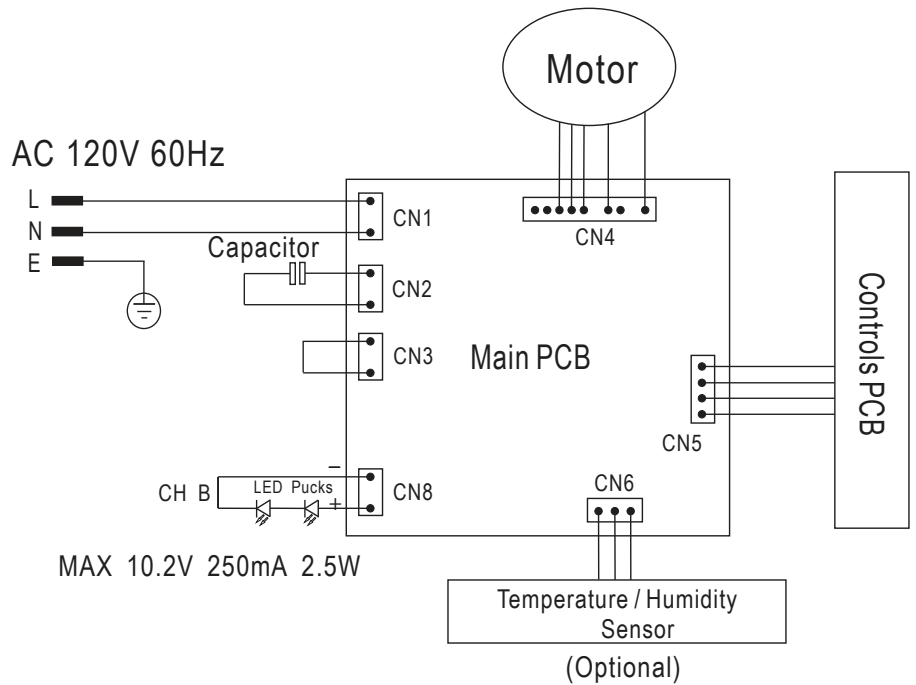 Motor
AC 120V 60Hz
L
N
E
CN1
CN4
Capacitor
CN2
CN3
Main PCB
Controls PCB
CN5
CH B
LED Pucks
−
+
CN8
CN6
MAX 10.2V 250mA 2.5W
Temperature / Humidity
Sensor
(Optional)